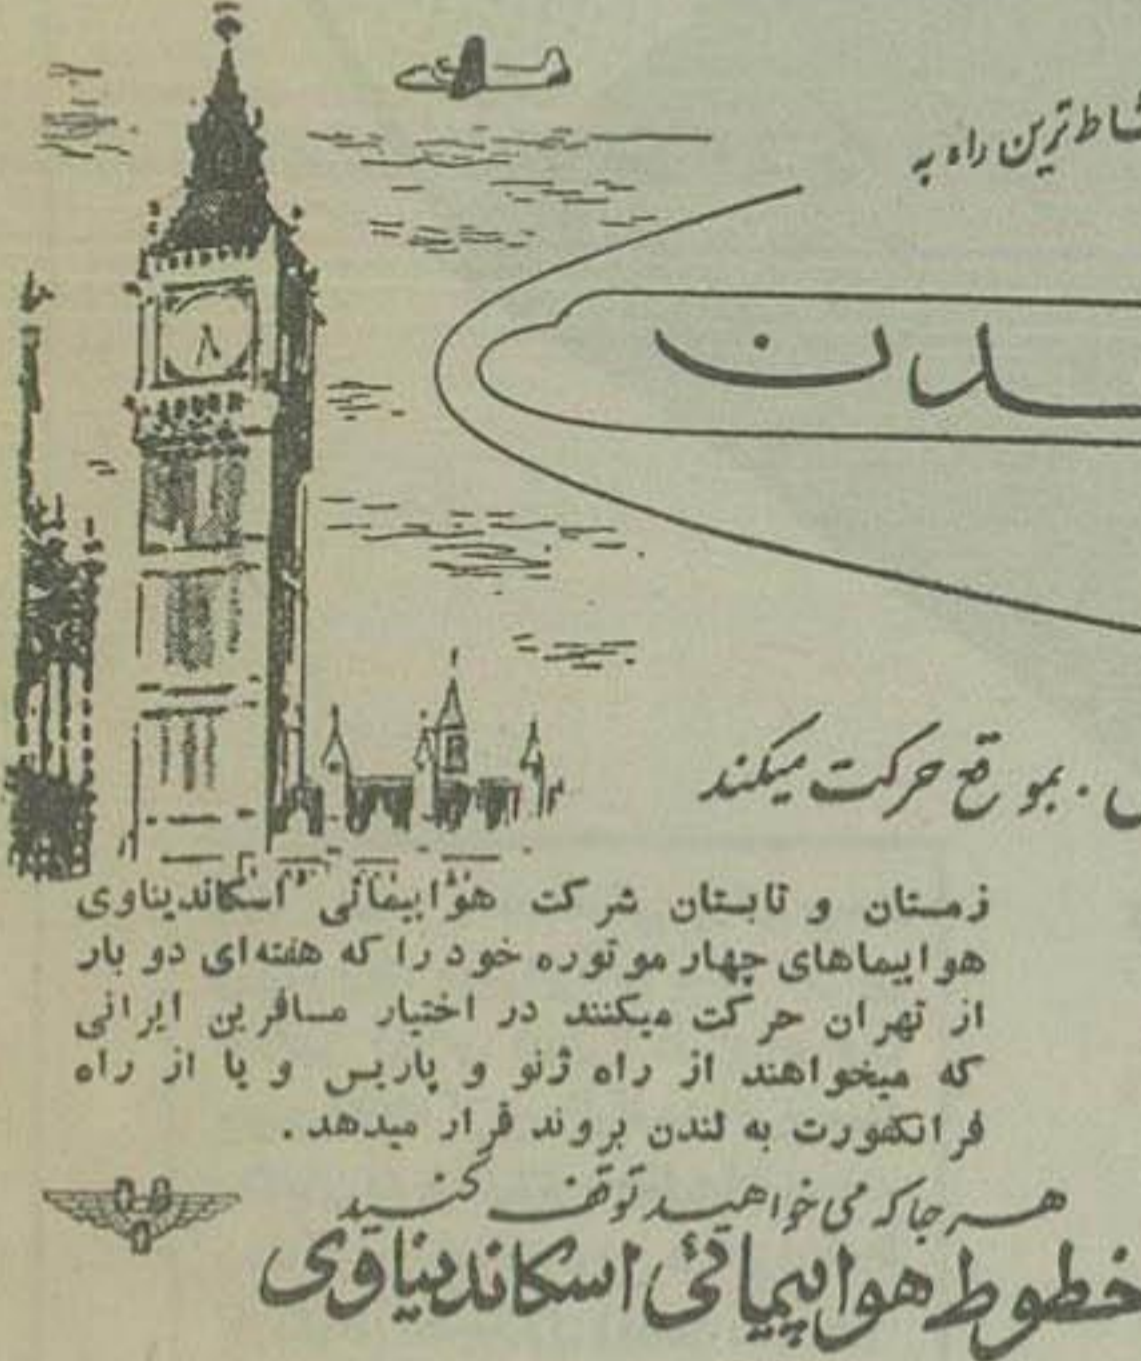 راه به
ترین
لندن
. بموقع حرکت میکند
زمستان و تابستان شرکت هواپیمائی اسکاندیناوی
هواپیماهای چهار موتوره خود را که هفته‌ای دو بار
از تهران حرکت میکنند در اختیار مسافرین ایرانی
که میخواهند از راه ژنو و پاریس و یا از راه
فرانکفورت به لندن بروند قرار میدهد .
هر جا که می خواهید توقف کنید
خطوط هواپیمائی اسکاندیناوی